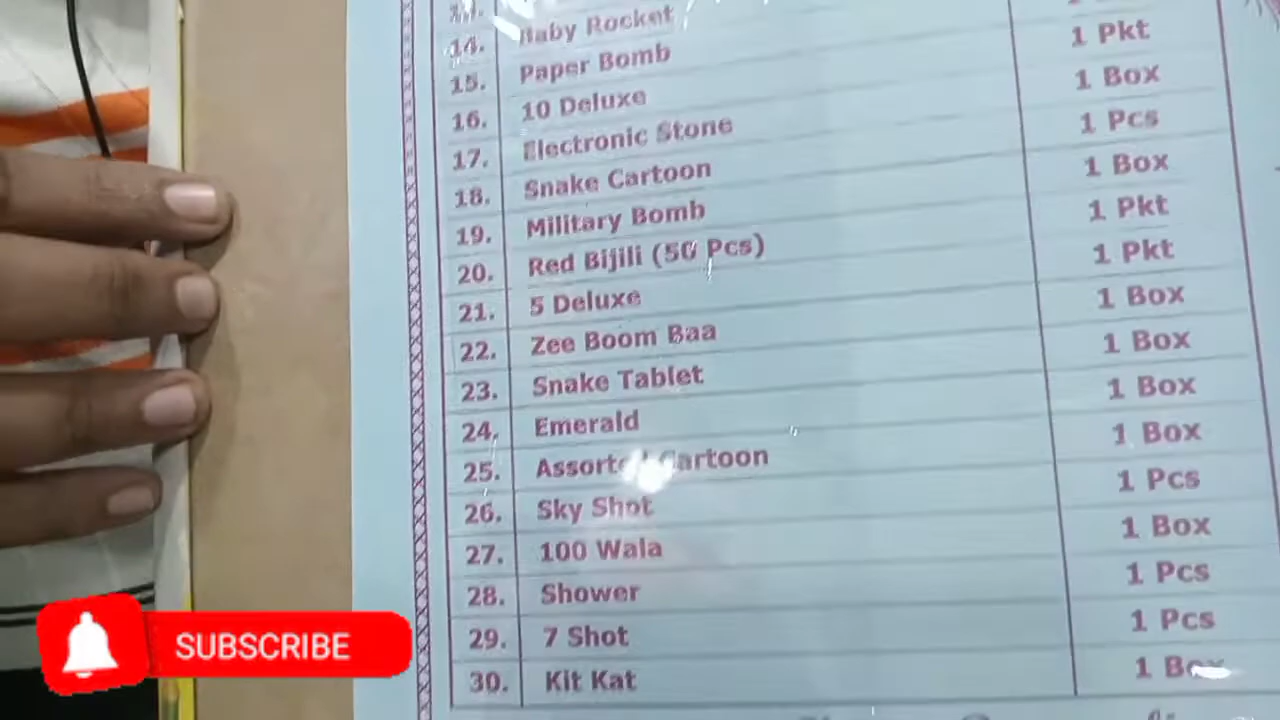 14. Baby Rocket
15. Paper Bomb
16. 10 Deluxe 1 Pkt
17. Electronic Stone 1 Box
18. Snake Cartoon 1 Pcs
19. Military Bomb 1 Box
20. Red Bijili (50 Pcs) 1 Pkt
21. 5 Deluxe 1 Pkt
22. Zee Boom Baa 1 Box
23. Snake Tablet 1 Box
24. Emerald 1 Box
25. Assorted Cartoon 1 Box
26. Sky Shot 1 Pcs
27. 100 Wala 1 Box
28. Shower 1 Pcs
29. 7 Shot 1 Pcs
30. Kit Kat 1 Box
SUBSCRIBE